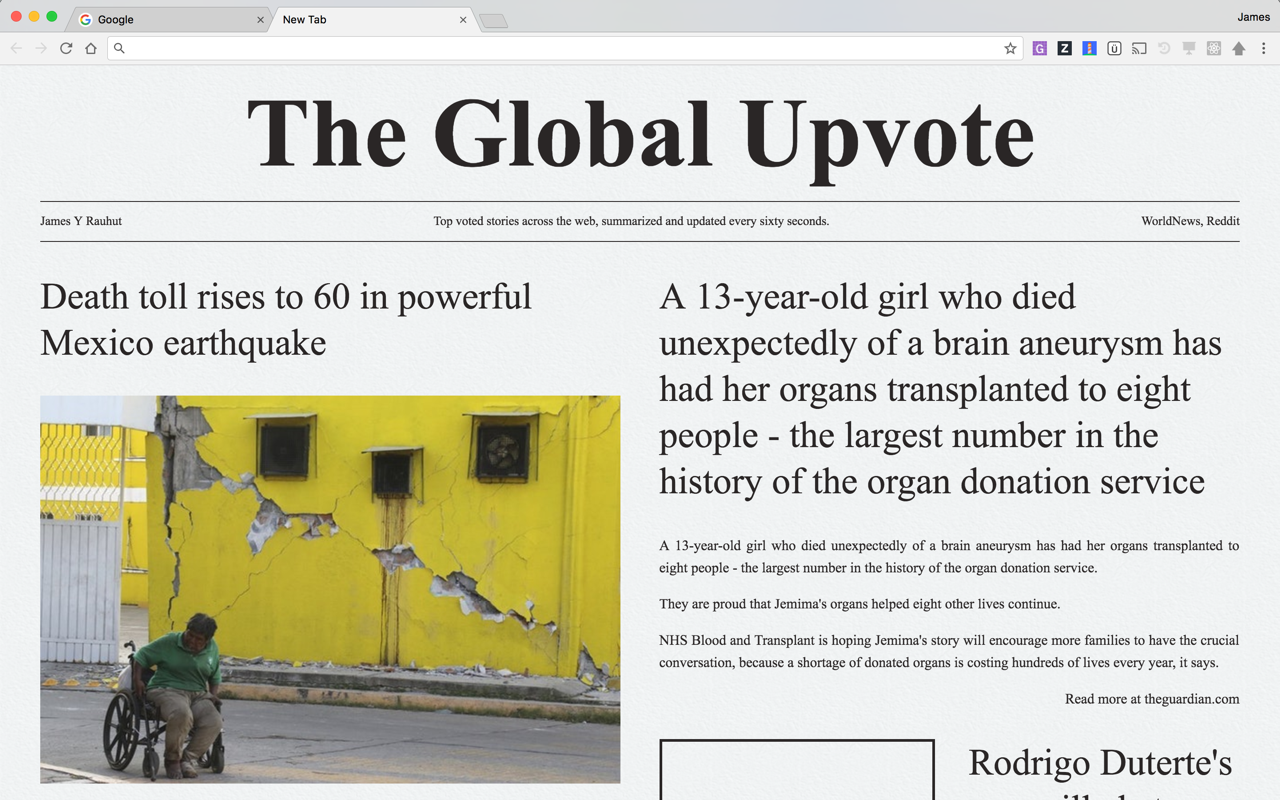 Google
New Tab
James
The Global Upvote
James Y Rauhut
Top voted stories across the web, summarized and updated every sixty seconds.
WorldNews, Reddit
Death toll rises to 60 in powerful
Mexico earthquake
A 13-year-old girl who died
unexpectedly of a brain aneurysm has
had her organs transplanted to eight
people - the largest number in the
history of the organ donation service
A 13-year-old girl who died unexpectedly of a brain aneurysm has had her organs transplanted to
eight people - the largest number in the history of the organ donation service.
They are proud that Jemima's organs helped eight other lives continue.
NHS Blood and Transplant is hoping Jemima's story will encourage more families to have the crucial
conversation, because a shortage of donated organs is costing hundreds of lives every year, it says.
Read more at theguardian.com
Rodrigo Duterte's